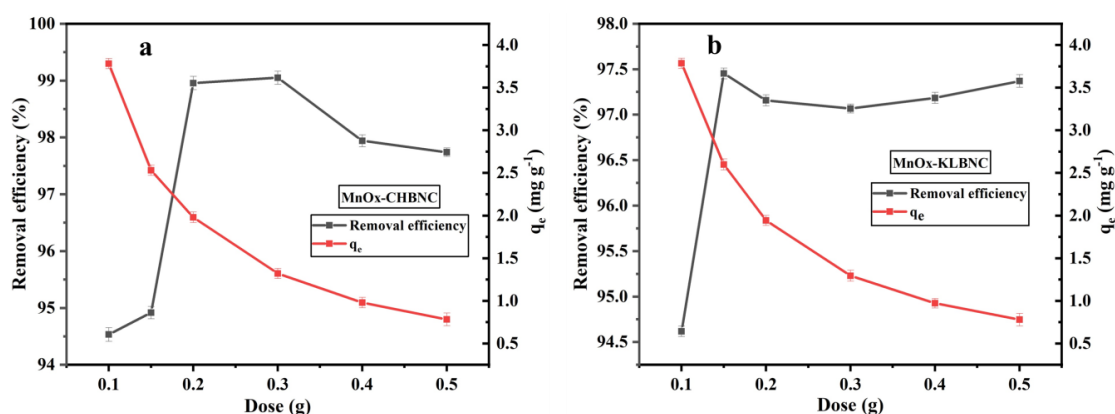 a
Removal efficiency (%)
100
99
98
97
96
95
94
4.0
3.5
3.0
2.5
2.0
1.5
1.0
0.5
qe (mg g-1)
MnOx-CHBNC
Removal efficiency
qe
0.1 0.2 0.3 0.4 0.5
Dose (g)
b
Removal efficiency (%)
98.0
97.5
97.0
96.5
96.0
95.5
95.0
94.5
4.0
3.5
3.0
2.5
2.0
1.5
1.0
0.5
qe (mg g-1)
MnOx-KLBNC
Removal efficiency
qe
0.1 0.2 0.3 0.4 0.5
Dose (g)